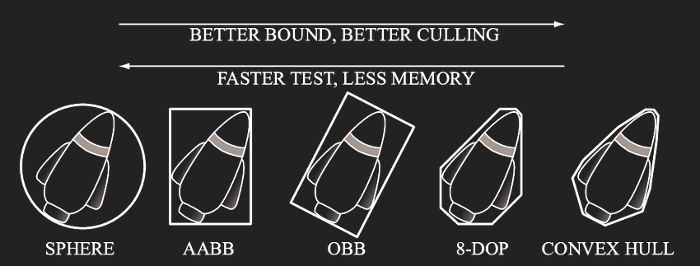 BETTER BOUND, BETTER CULLING
FASTER TEST, LESS MEMORY
SPHERE AABB OBB 8-DOP CONVEX HULL